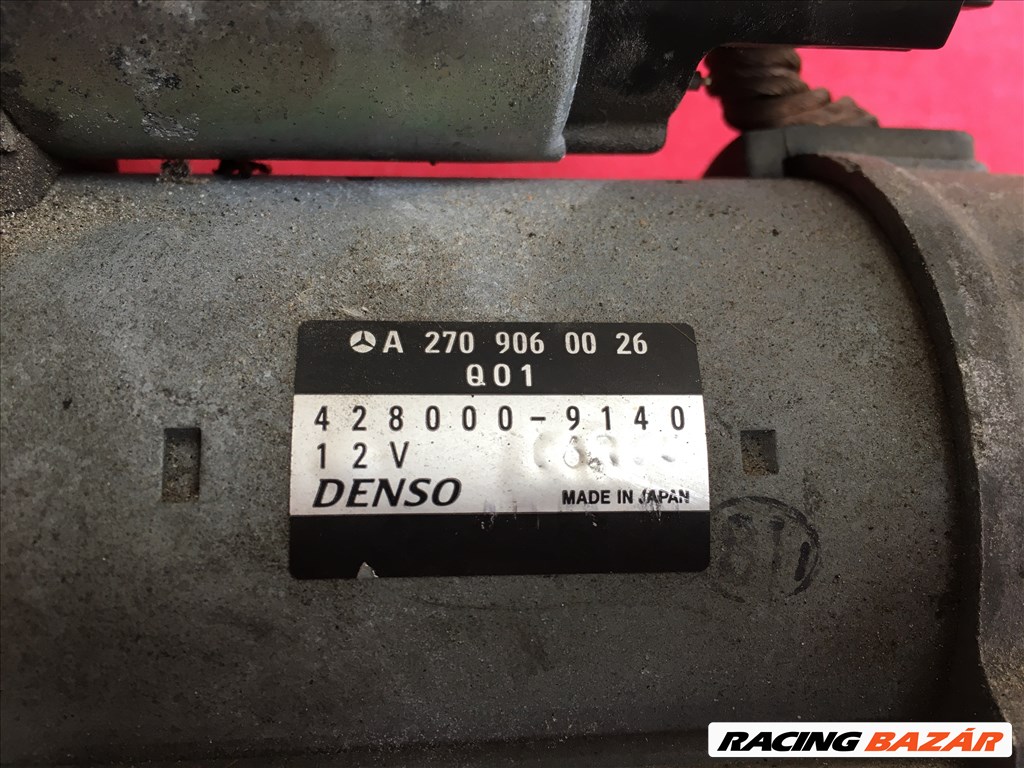 A 270 906 00 26
Q01
428000-9140
12V
DENSO MADE IN JAPAN
RACING BAZÁR